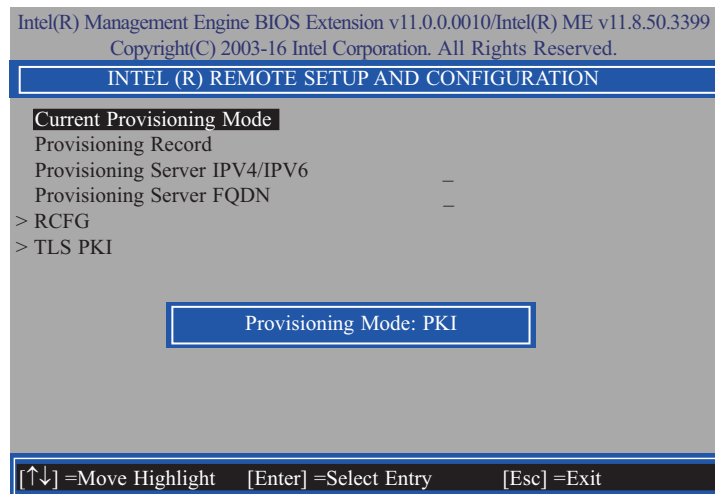 Intel(R) Management Engine BIOS Extension v11.0.0.0010/Intel(R) ME v11.8.50.3399
Copyright(C) 2003-16 Intel Corporation. All Rights Reserved.
INTEL (R) REMOTE SETUP AND CONFIGURATION
Current Provisioning Mode
Provisioning Record
Provisioning Server IPV4/IPV6 _
Provisioning Server FQDN _
> RCFG
> TLS PKI
Provisioning Mode: PKI
[↑↓] =Move Highlight [Enter] =Select Entry [Esc] =Exit